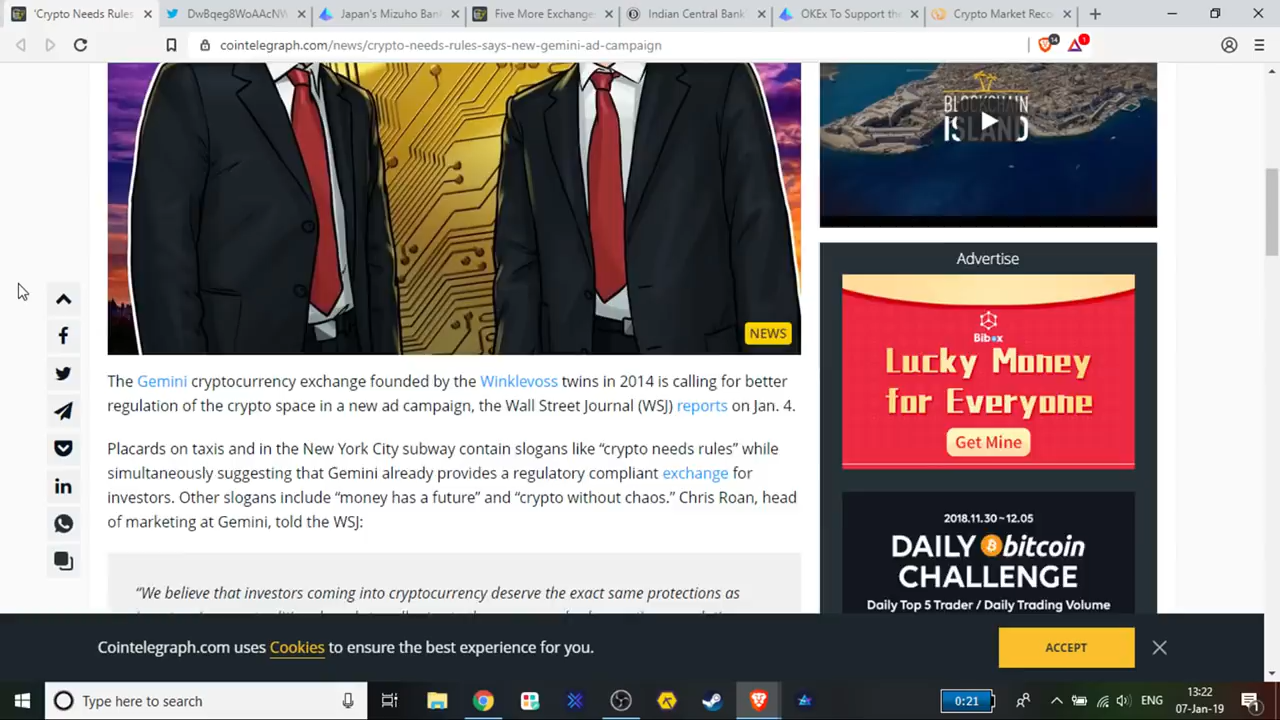 'Crypto Needs Rules
DwBqeg8WoAAcNV
Japan's Mizuho Ban
Five More Exchange
Indian Central Bank
OKEx To Support the
Crypto Market Reco
cointelegraph.com/news/crypto-needs-rules-says-new-gemini-ad-campaign
14
1
BLOCKCHAIN
ISLAND
NEWS
The Gemini cryptocurrency exchange founded by the Winklevoss twins in 2014 is calling for better
regulation of the crypto space in a new ad campaign, the Wall Street Journal (WSJ) reports on Jan. 4.
Placards on taxis and in the New York City subway contain slogans like “crypto needs rules” while
simultaneously suggesting that Gemini already provides a regulatory compliant exchange for
investors. Other slogans include “money has a future” and “crypto without chaos.” Chris Roan, head
of marketing at Gemini, told the WSJ:
“We believe that investors coming into cryptocurrency deserve the exact same protections as
Advertise
Bibox
Lucky Money
for Everyone
Get Mine
2018.11.30~12.05
DAILY bitcoin
CHALLENGE
Daily Top 5 Trader / Daily Trading Volume
Cointelegraph.com uses Cookies to ensure the best experience for you.
ACCEPT
Type here to search
0:21
ENG
13:22
07-Jan-19
1